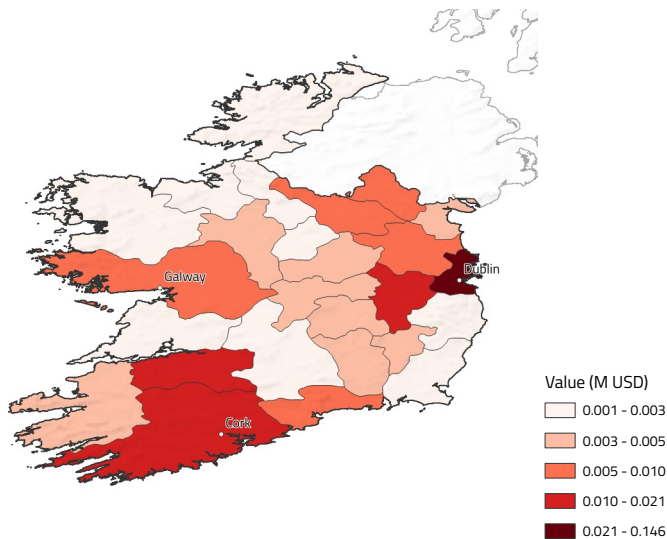 Galway
Dublin
Cork
Value (M USD)
0.001 - 0.003
0.003 - 0.005
0.005 - 0.010
0.010 - 0.021
0.021 - 0.146